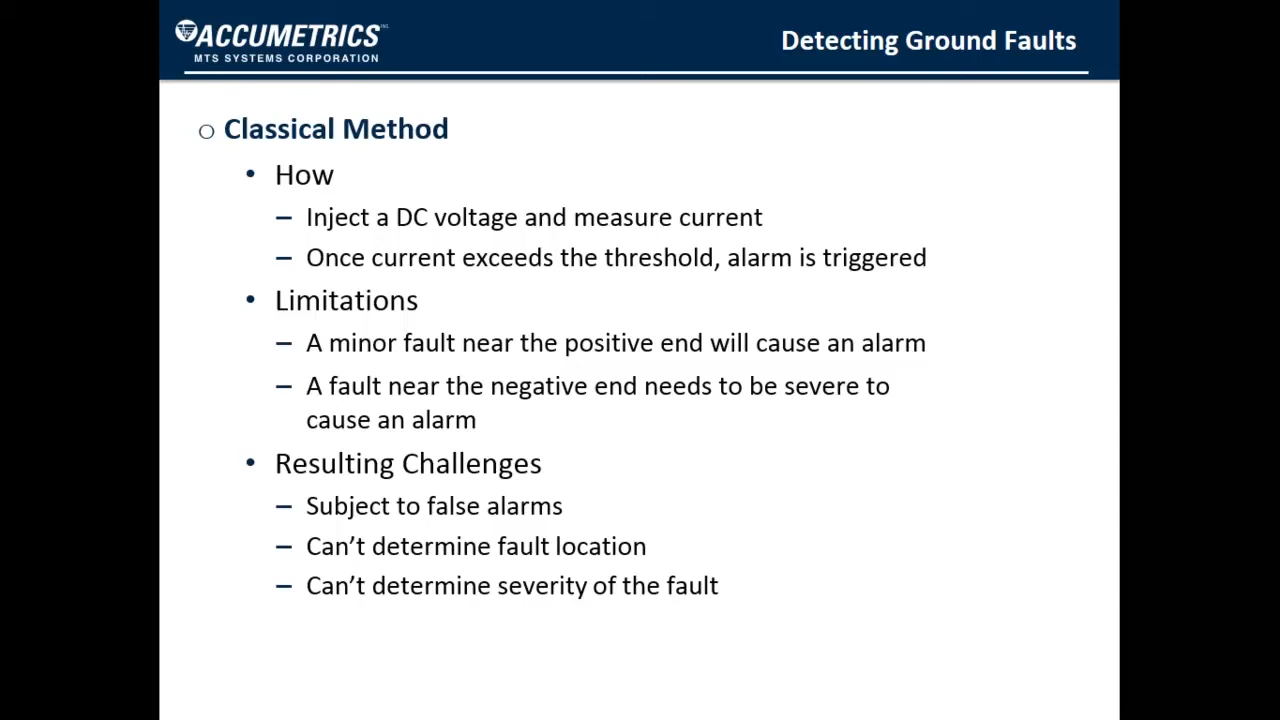 ACCUMETRICS INC.
MTS SYSTEMS CORPORATION
Detecting Ground Faults
○ Classical Method
• How
– Inject a DC voltage and measure current
– Once current exceeds the threshold, alarm is triggered
• Limitations
– A minor fault near the positive end will cause an alarm
– A fault near the negative end needs to be severe to
cause an alarm
• Resulting Challenges
– Subject to false alarms
– Can’t determine fault location
– Can’t determine severity of the fault